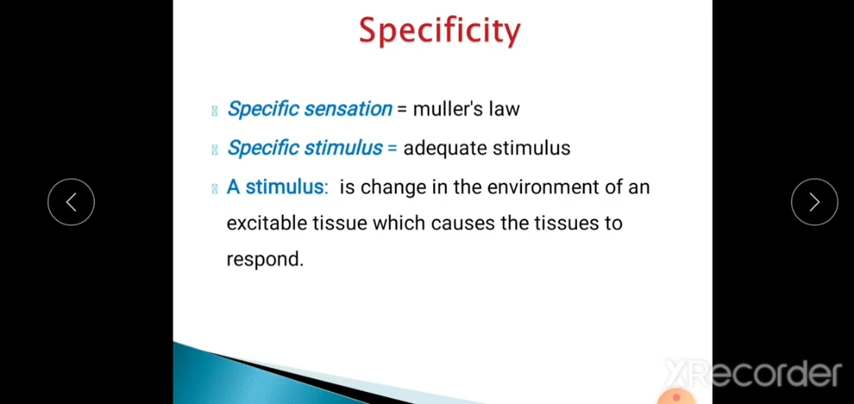 Specificity
Specific sensation = muller's law
Specific stimulus = adequate stimulus
A stimulus: is change in the environment of an
excitable tissue which causes the tissues to
respond.
XRecorder